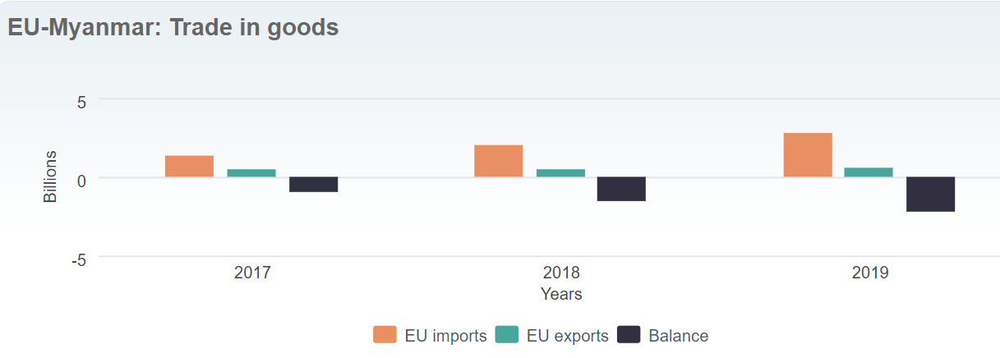 EU-Myanmar: Trade in goods
5
0
-5
Billions
2017 2018 2019
Years
EU imports EU exports Balance